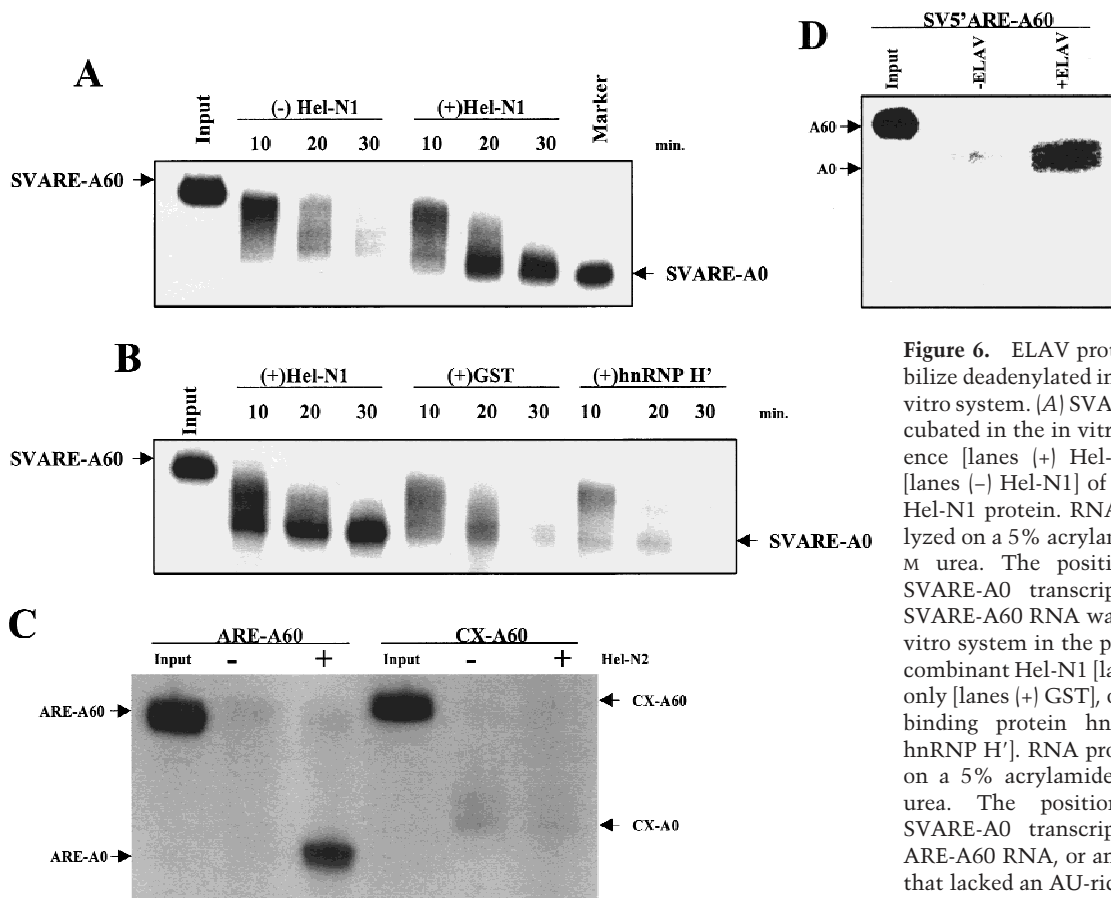 A
Input
(-) Hel-N1
(+)Hel-N1
Marker
10 20 30 10 20 30 min.
SVARE-A60
SVARE-A0
B
Input
(+)Hel-N1 (+)GST (+)hnRNP H'
10 20 30 10 20 30 10 20 30 min.
SVARE-A60
SVARE-A0
C
ARE-A60 CX-A60
Input - + Input - + Hel-N2
ARE-A60
CX-A60
CX-A0
ARE-A0
D
SV5'ARE-A60
Input
-ELAV
+ELAV
A60
A0
Figure 6. ELAV prot
bilize deadenylated in
vitro system. (A) SVA
cubated in the in vitr
ence [lanes (+) Hel-
[lanes (–) Hel-N1] of
Hel-N1 protein. RNA
lyzed on a 5% acrylar
M urea. The positi
SVARE-A0 transcrip
SVARE-A60 RNA wa
vitro system in the p
combinant Hel-N1 [la
only [lanes (+) GST], c
binding protein hn
hnRNP H']. RNA pro
on a 5% acrylamide
urea. The position
SVARE-A0 transcrip
ARE-A60 RNA, or an
that lacked an AU-ric